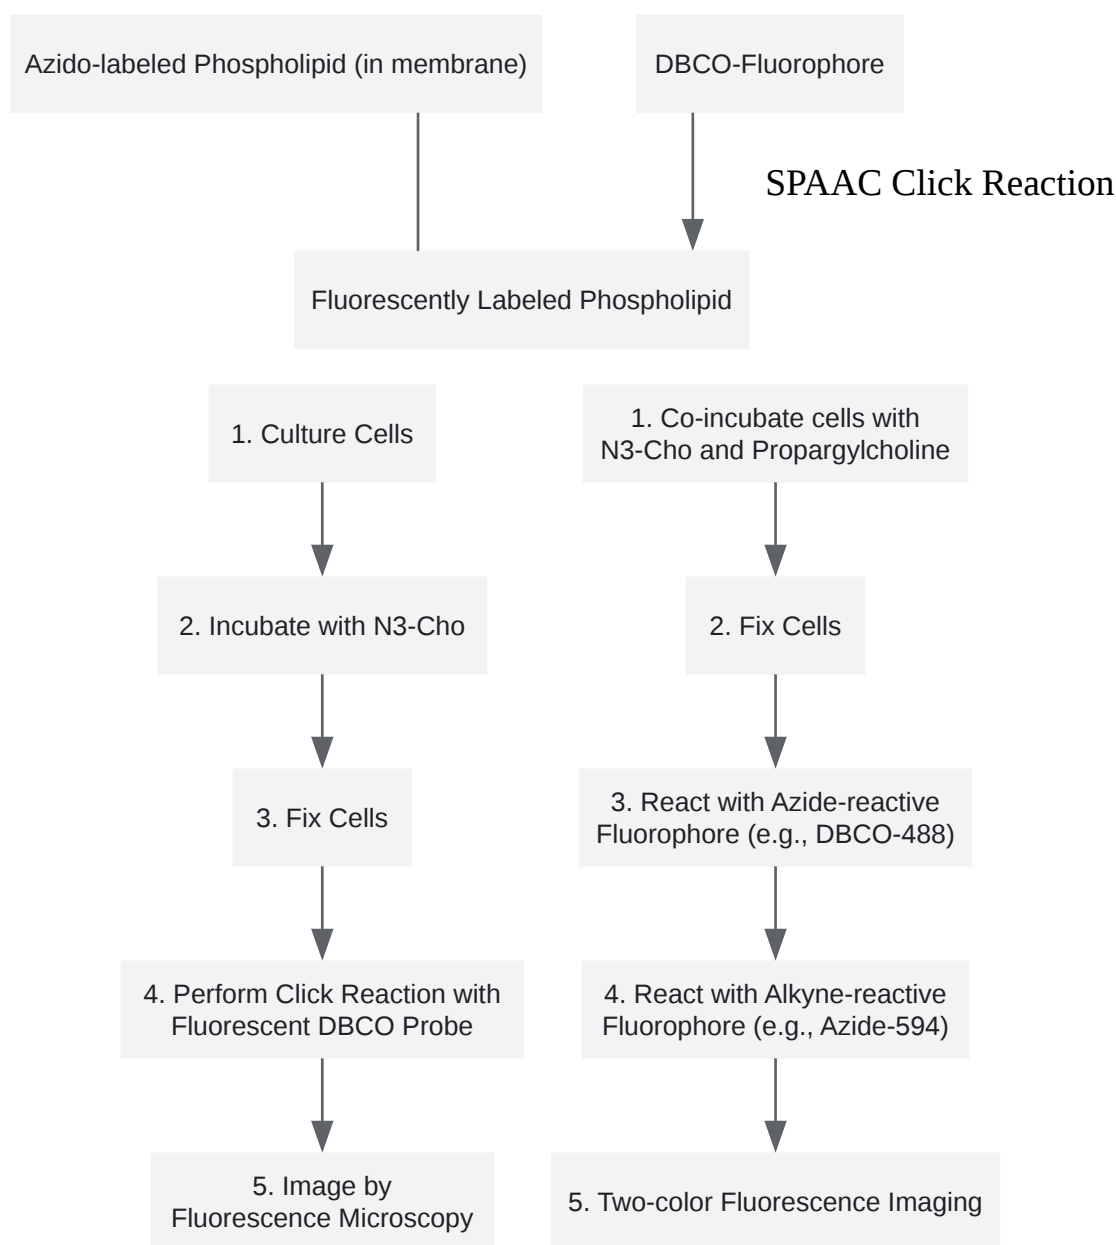 Azido-labeled Phospholipid (in membrane)
DBCO-Fluorophore
SPAAC Click Reaction
Fluorescently Labeled Phospholipid
1. Culture Cells
2. Incubate with N3-Cho
3. Fix Cells
4. Perform Click Reaction with
Fluorescent DBCO Probe
5. Image by
Fluorescence Microscopy
1. Co-incubate cells with
N3-Cho and Propargylcholine
2. Fix Cells
3. React with Azide-reactive
Fluorophore (e.g., DBCO-488)
4. React with Alkyne-reactive
Fluorophore (e.g., Azide-594)
5. Two-color Fluorescence Imaging